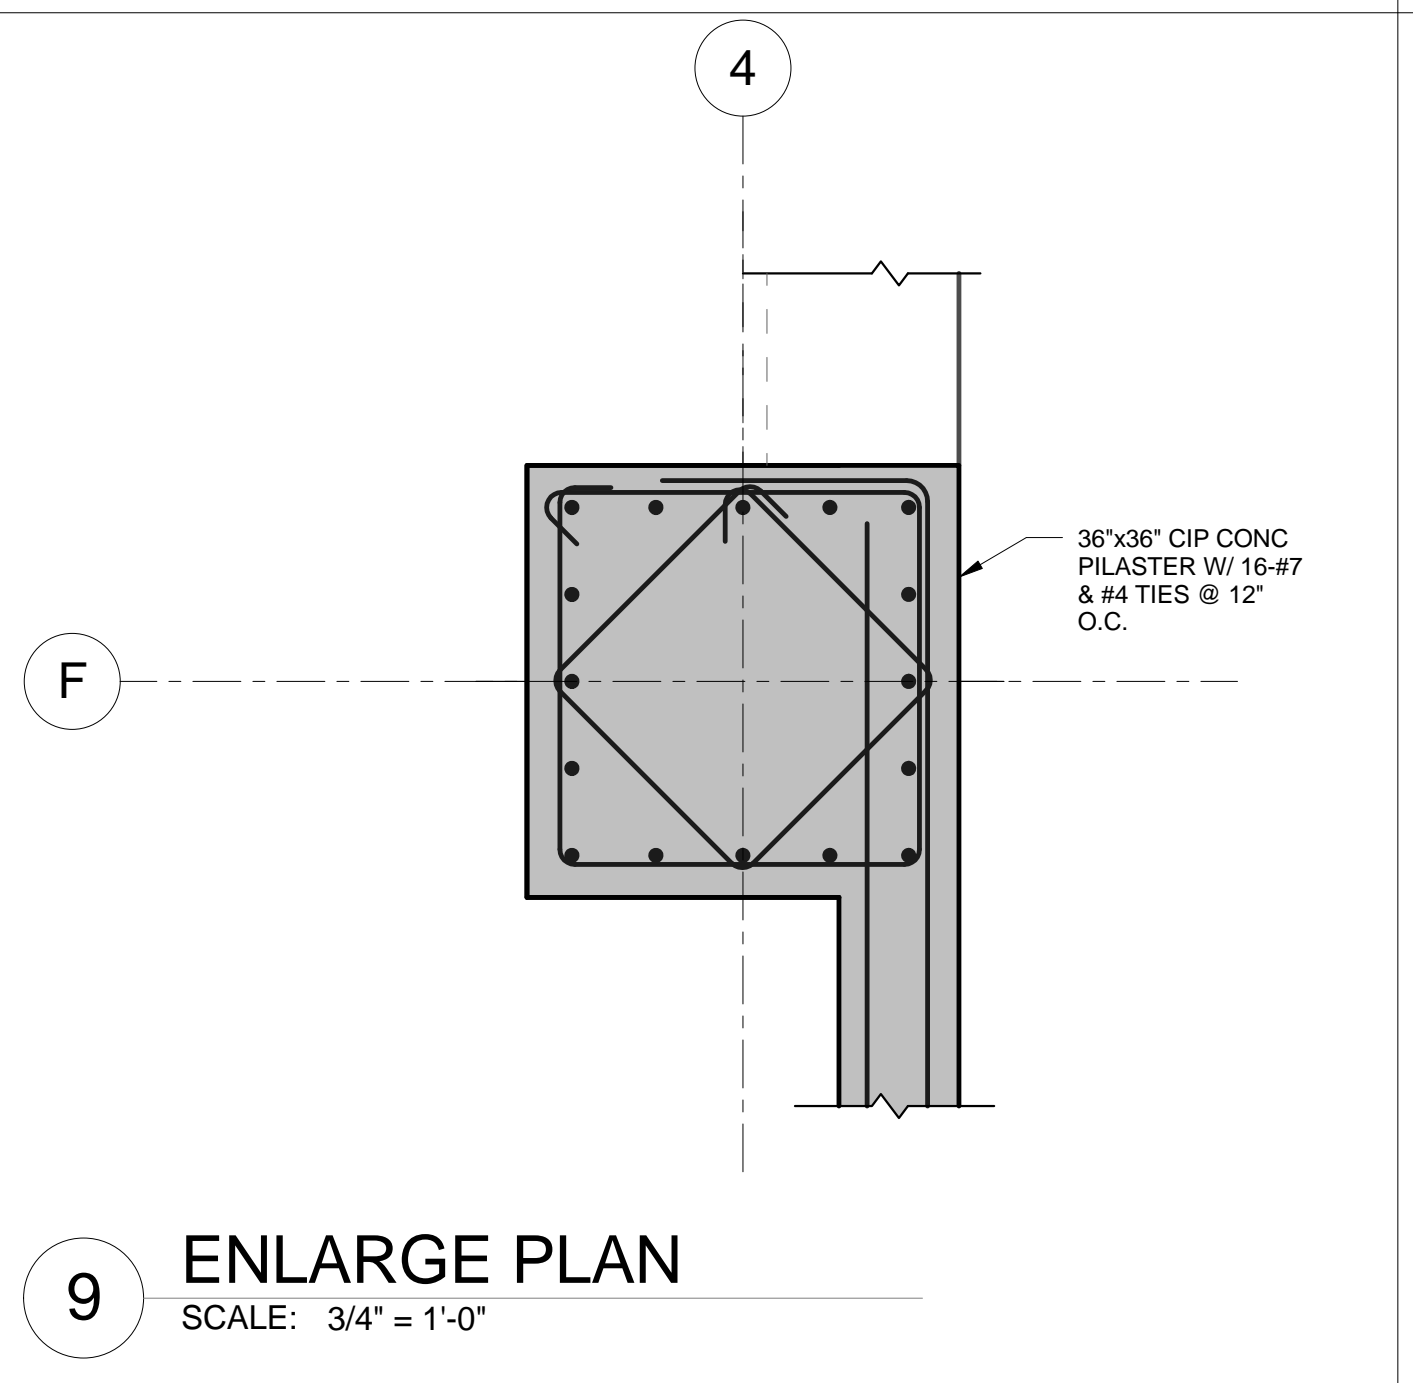 4
36"x36" CIP CONC
PILASTER W/ 16-#7
& #4 TIES @ 12"
O.C.
F
9
ENLARGE PLAN
SCALE: 3/4" = 1'-0"